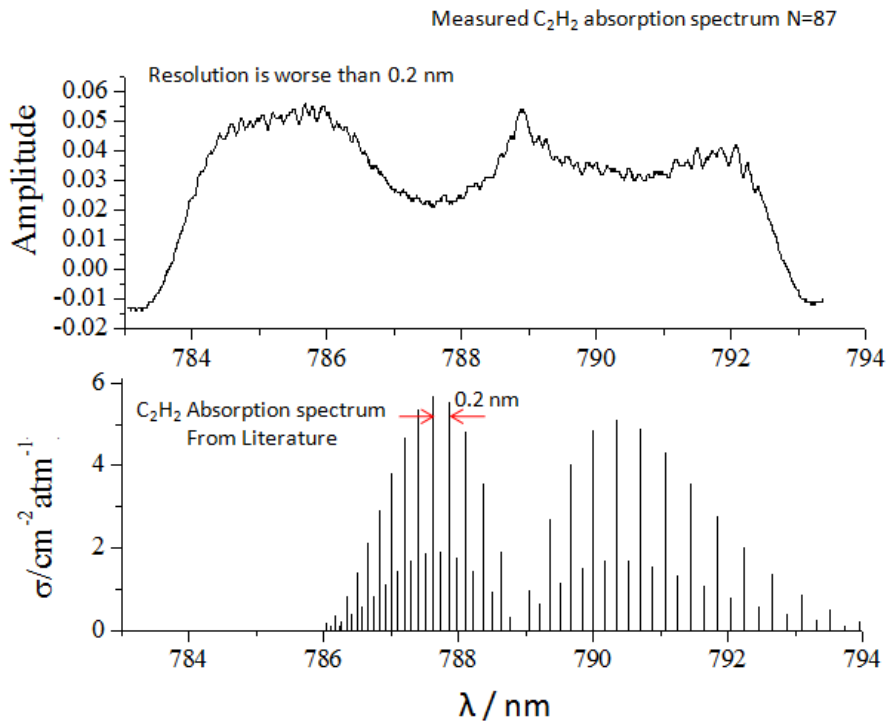 Measured C₂H₂ absorption spectrum N=87
Resolution is worse than 0.2 nm
Amplitude
0.06
0.05
0.04
0.03
0.02
0.01
0.00
-0.01
-0.02
784 786 788 790 792 794
C₂H₂ Absorption spectrum
From Literature
0.2 nm
σ/cm⁻² atm⁻¹
6
4
2
0
784 786 788 790 792 794
λ / nm